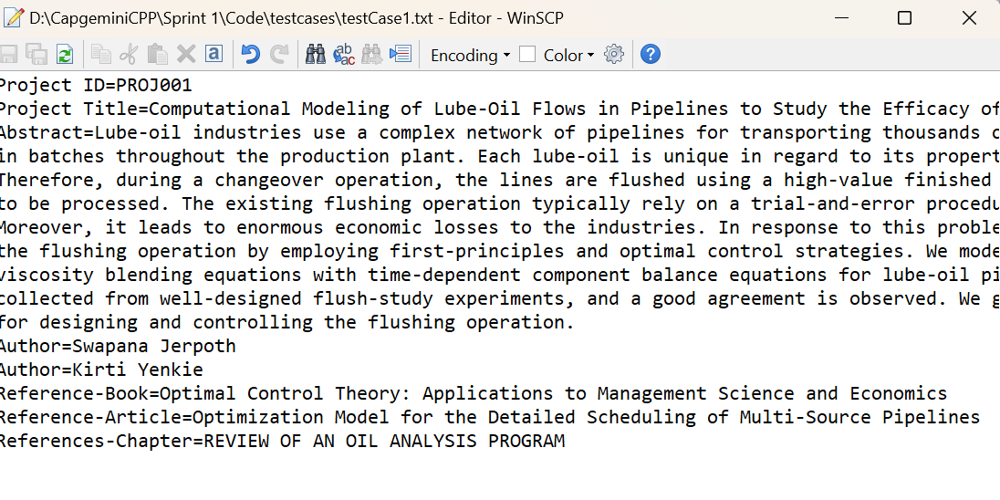 D:\CapgeminiCPP\Sprint 1\Code\testcases\testCase1.txt - Editor - WinSCP
Encoding Color
Project ID=PROJ001
Project Title=Computational Modeling of Lube-Oil Flows in Pipelines to Study the Efficacy of
Abstract=Lube-oil industries use a complex network of pipelines for transporting thousands
in batches throughout the production plant. Each lube-oil is unique in regard to its propert
Therefore, during a changeover operation, the lines are flushed using a high-value finished
to be processed. The existing flushing operation typically rely on a trial-and-error procedu
Moreover, it leads to enormous economic losses to the industries. In response to this proble
the flushing operation by employing first-principles and optimal control strategies. We mode
viscosity blending equations with time-dependent component balance equations for lube-oil pi
collected from well-designed flush-study experiments, and a good agreement is observed. We g
for designing and controlling the flushing operation.
Author=Swapana Jerpoth
Author=Kirti Yenkie
Reference-Book=Optimal Control Theory: Applications to Management Science and Economics
Reference-Article=Optimization Model for the Detailed Scheduling of Multi-Source Pipelines
References-Chapter=REVIEW OF AN OIL ANALYSIS PROGRAM